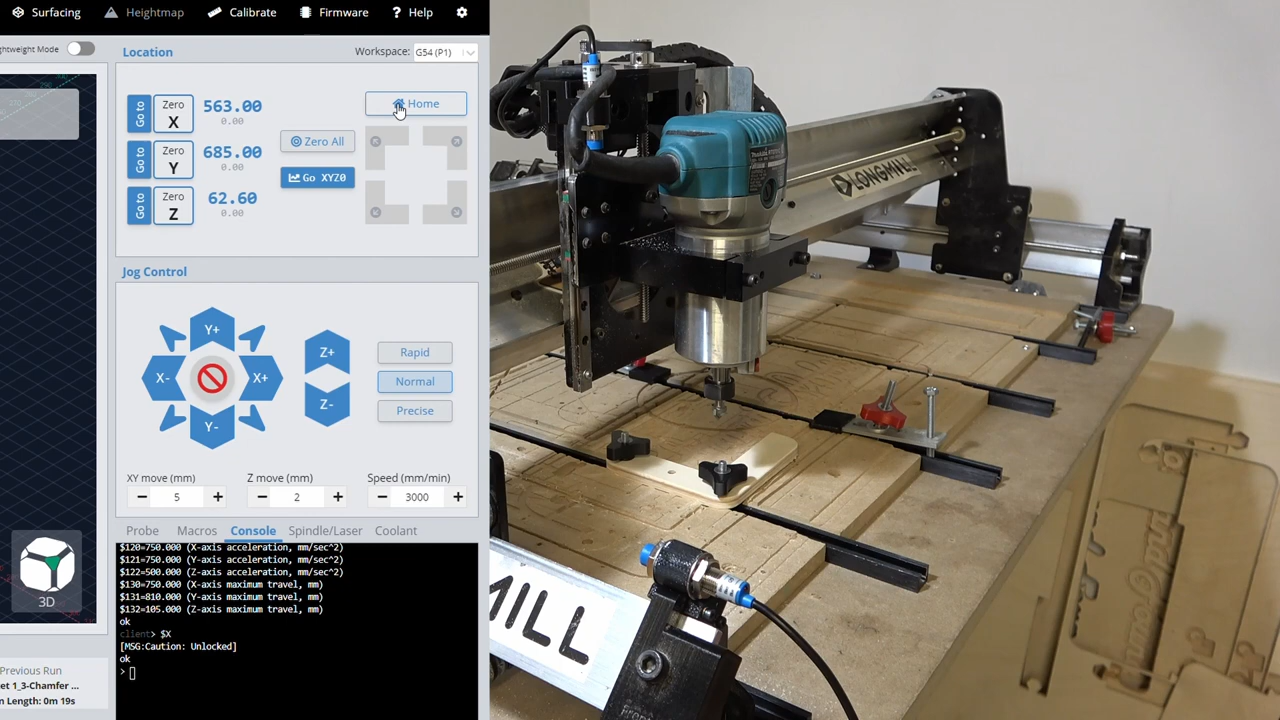 Surfacing
Heightmap
Calibrate
Firmware
Help
ghtweight Mode
Location
Workspace:
G54 (P1)
Go to
Zero
X
563.00
0.00
Home
Zero All
Go to
Zero
Y
685.00
0.00
Go XYZ0
Go to
Zero
Z
62.60
0.00
Jog Control
Y+
X-
X+
Y-
Z+
Z-
Rapid
Normal
Precise
XY move (mm)
Z move (mm)
Speed (mm/min)
5
2
3000
Probe
Macros
Console
Spindle/Laser
Coolant
$120=750.000 (X-axis acceleration, mm/sec^2)
$121=750.000 (Y-axis acceleration, mm/sec^2)
$122=500.000 (Z-axis acceleration, mm/sec^2)
$130=750.000 (X-axis maximum travel, mm)
$131=810.000 (Y-axis maximum travel, mm)
$132=105.000 (Z-axis maximum travel, mm)
ok
client> $X
[MSG:Caution: Unlocked]
ok
>
3D
Previous Run
et 1_3-Chamfer ...
n Length: 0m 19s
LONGMILL
MILL